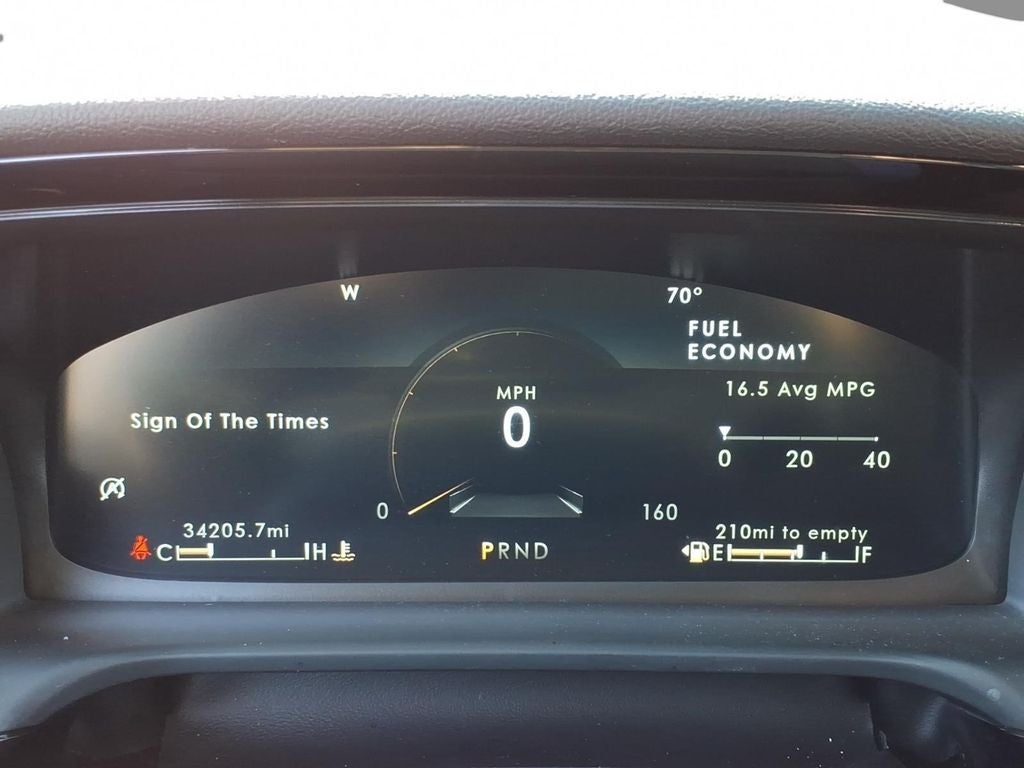 W
70°
FUEL
ECONOMY
16.5 Avg MPG
MPH
0
Sign Of The Times
0 20 40
0
160
34205.7mi
C H
PRND
210mi to empty
E F